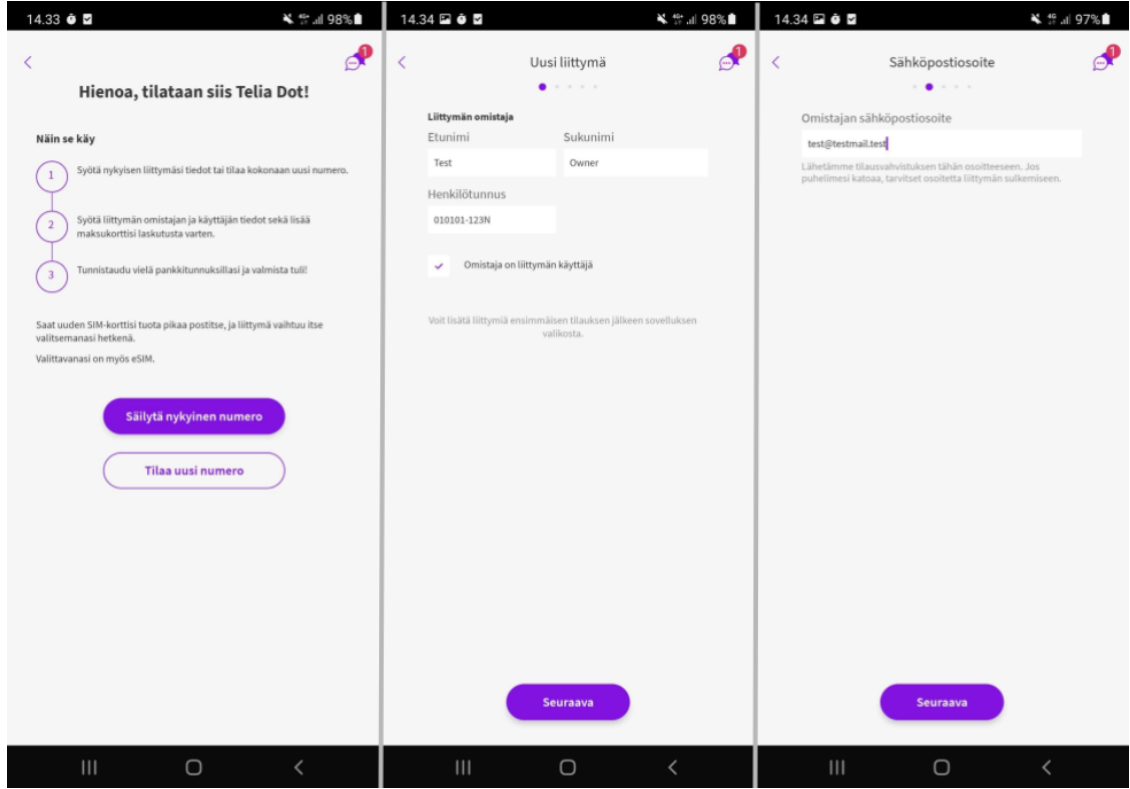 14.33
98%
1
Hienoa, tilataan siis Telia Dot!
Näin se käy
1
Syötä nykyisen liittymäsi tiedot tai tilaa kokonaan uusi numero.
2
Syötä liittymän omistajan ja käyttäjän tiedot sekä lisää
maksukorttisi laskutusta varten.
3
Tunnistaudu vielä pankkitunnuksillasi ja valmista tuli!
Saat uuden SIM-korttisi tuota pikaa postitse, ja liittymä vaihtuu itse
valitsemanasi hetkenä.
Valittavanasi on myös eSIM.
Säilytä nykyinen numero
Tilaa uusi numero
14.34
98%
Uusi liittymä
1
Liittymän omistaja
Etunimi Sukunimi
Test Owner
Henkilötunnus
010101-123N
Omistaja on liittymän käyttäjä
Voit lisätä liittymiä ensimmäisen tilauksen jälkeen sovelluksen
valikosta.
Seuraava
14.34
97%
Sähköpostiosoite
1
Omistajan sähköpostiosoite
test@testmail.test
Lähetämme tilausvahvistuksen tähän osoitteeseen. Jos
puhelimesi katoaa, tarvitset osoitetta liittymän sulkemiseen.
Seuraava